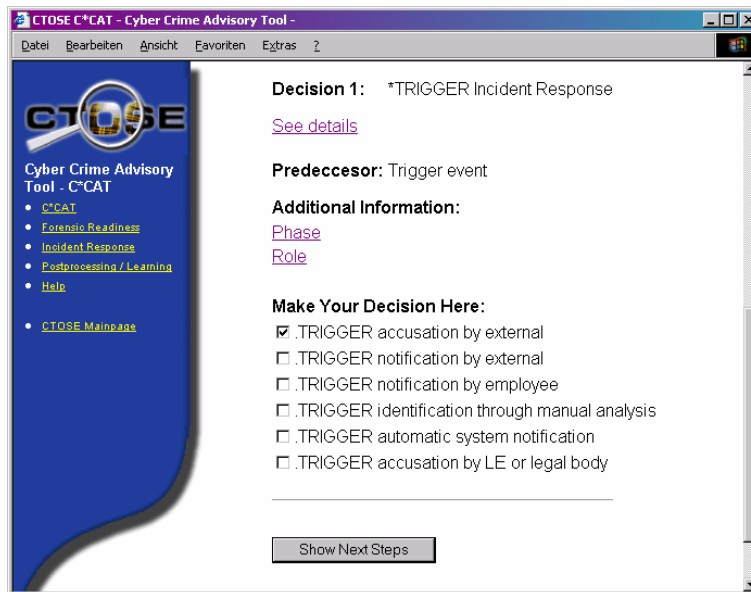 CTOSE C*CAT - Cyber Crime Advisory Tool -
Datei Bearbeiten Ansicht Favoriten Extras ?
CTOSE
Cyber Crime Advisory
Tool - C*CAT
C*CAT
Forensic Readiness
Incident Response
Postprocessing / Learning
Help
CTOSE Mainpage
Decision 1: *TRIGGER Incident Response
See details
Predeccesor: Trigger event
Additional Information:
Phase
Role
Make Your Decision Here:
.TRIGGER accusation by external
.TRIGGER notification by external
.TRIGGER notification by employee
.TRIGGER identification through manual analysis
.TRIGGER automatic system notification
.TRIGGER accusation by LE or legal body
Show Next Steps